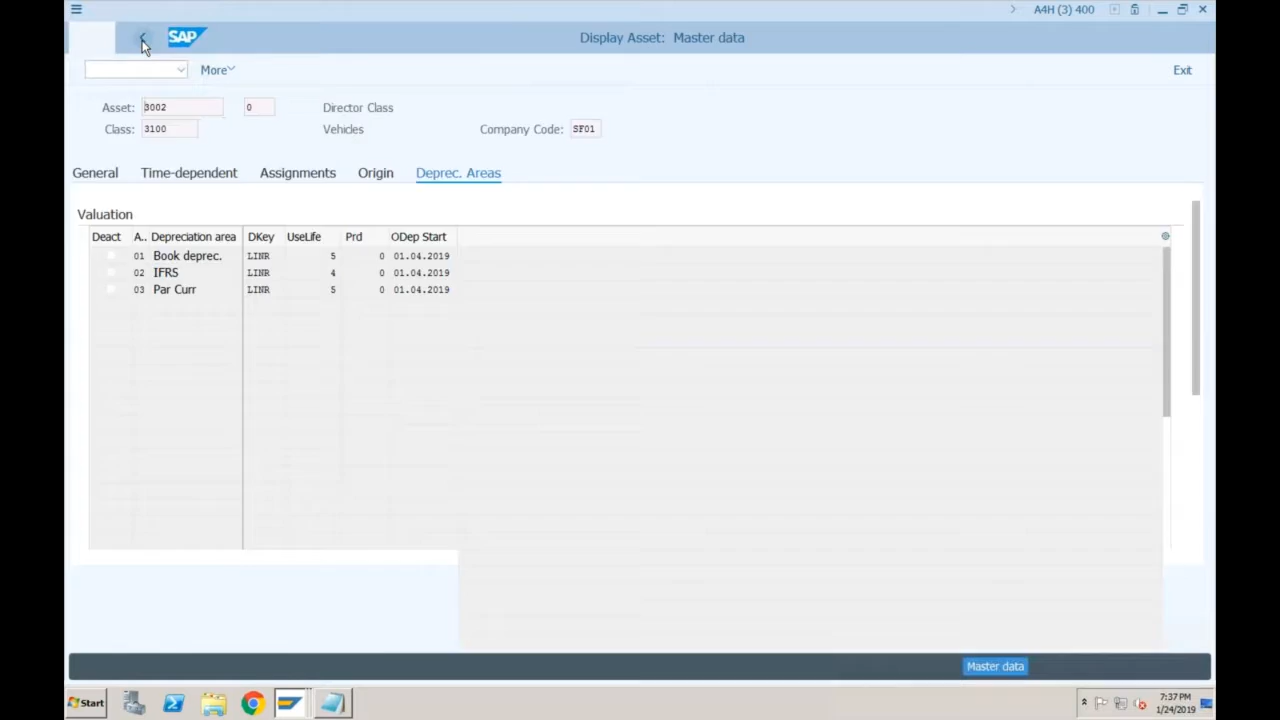 A4H (3) 400
SAP
Display Asset: Master data
More
Exit
Asset: 3002 0 Director Class
Class: 3100 Vehicles Company Code: SF01
General Time-dependent Assignments Origin Deprec. Areas
Valuation
Deact A.. Depreciation area DKey UseLife Prd ODep Start
01 Book deprec. LINR 5 0 01.04.2019
02 IFRS LINR 4 0 01.04.2019
03 Par Curr LINR 5 0 01.04.2019
Master data
Start
7:37 PM
1/24/2019